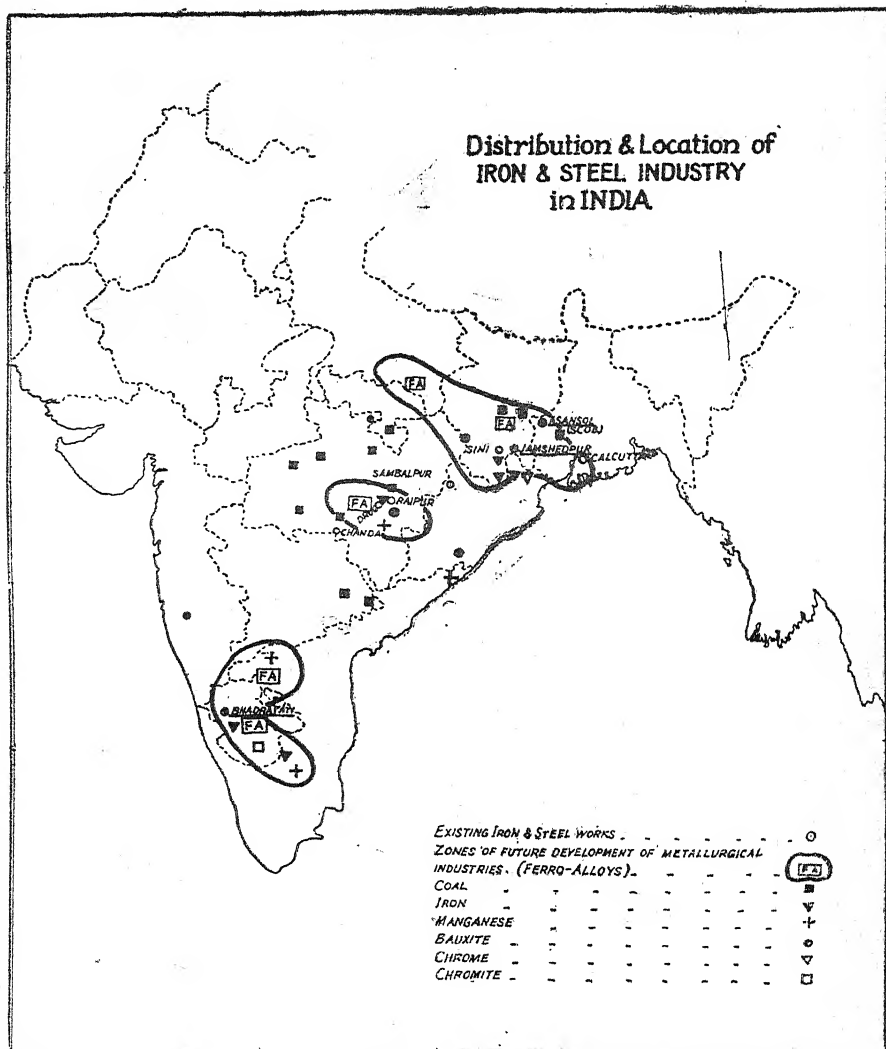 Distribution & Location of
IRON & STEEL INDUSTRY
in INDIA
FA
FA
ASANSOL
(SCOB)
SINI
JAMSHEDPUR
CALCUTTA
SAMBALPUR
FA
RAIPUR
DRUG
CHANDA
FA
BHADRAVATI
FA
EXISTING IRON & STEEL WORKS
ZONES OF FUTURE DEVELOPMENT OF METALLURGICAL
INDUSTRIES. (FERRO-ALLOYS)
FA
COAL
IRON
MANGANESE
BAUXITE
CHROME
CHROMITE